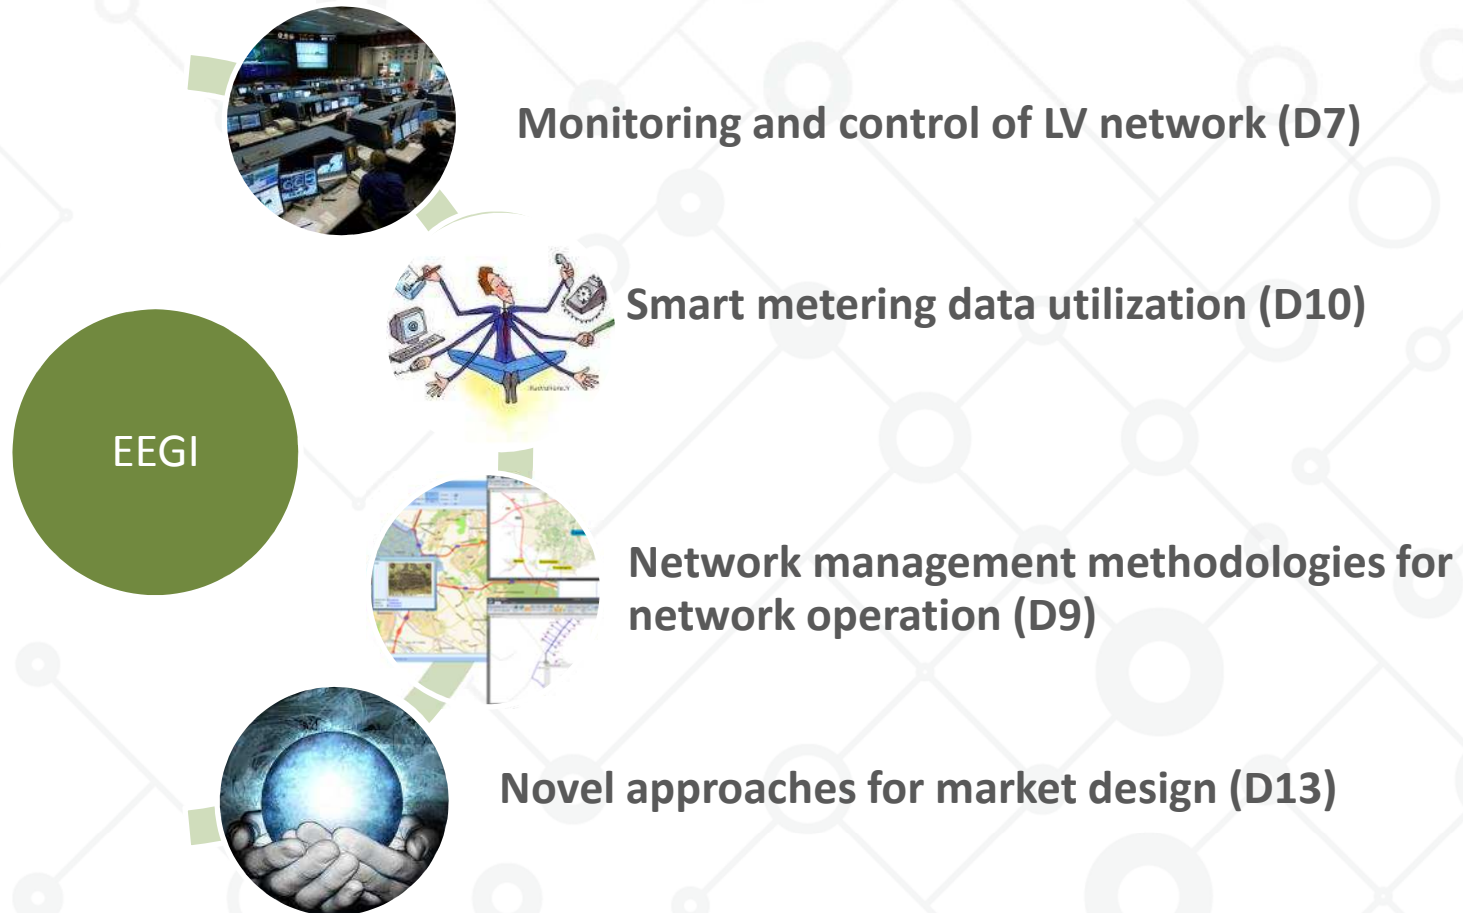 Monitoring and control of LV network (D7)
Smart metering data utilization (D10)
EEGI
Network management methodologies for
network operation (D9)
Novel approaches for market design (D13)